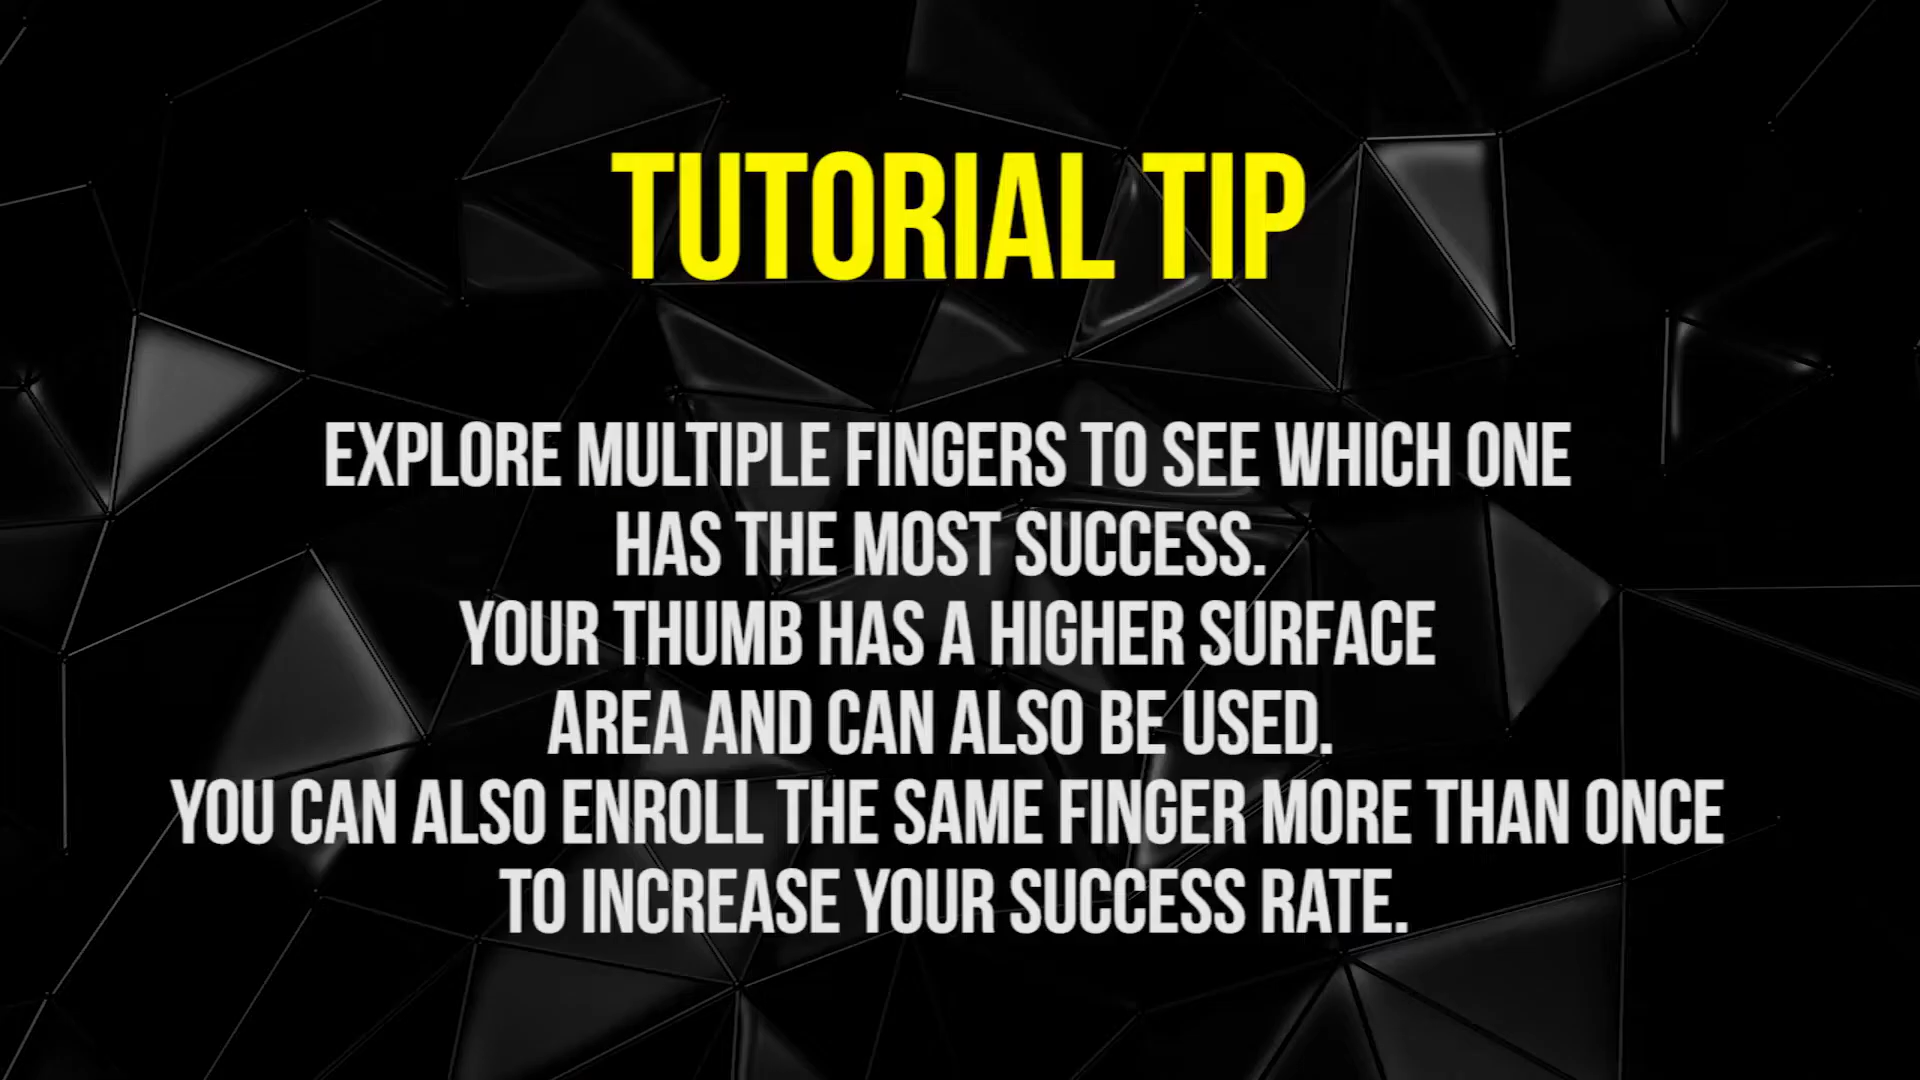 TUTORIAL TIP
EXPLORE MULTIPLE FINGERS TO SEE WHICH ONE
HAS THE MOST SUCCESS.
YOUR THUMB HAS A HIGHER SURFACE
AREA AND CAN ALSO BE USED.
YOU CAN ALSO ENROLL THE SAME FINGER MORE THAN ONCE
TO INCREASE YOUR SUCCESS RATE.